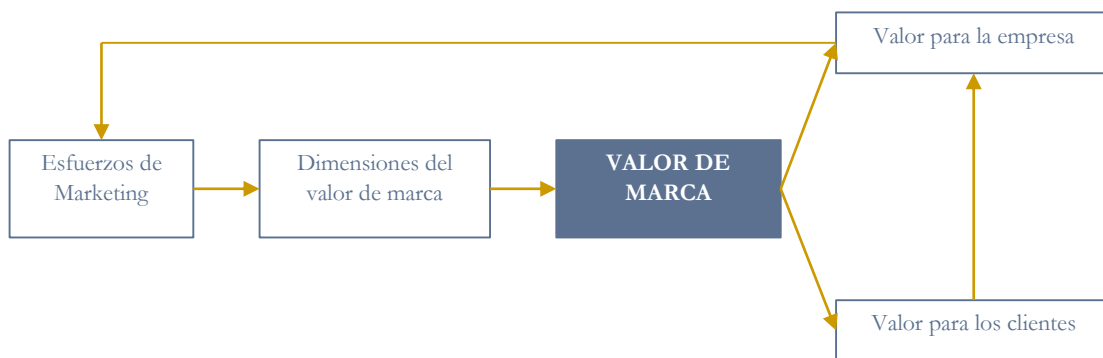 Valor para la empresa
Esfuerzos de
Marketing
Dimensiones del
valor de marca
VALOR DE
MARCA
Valor para los clientes